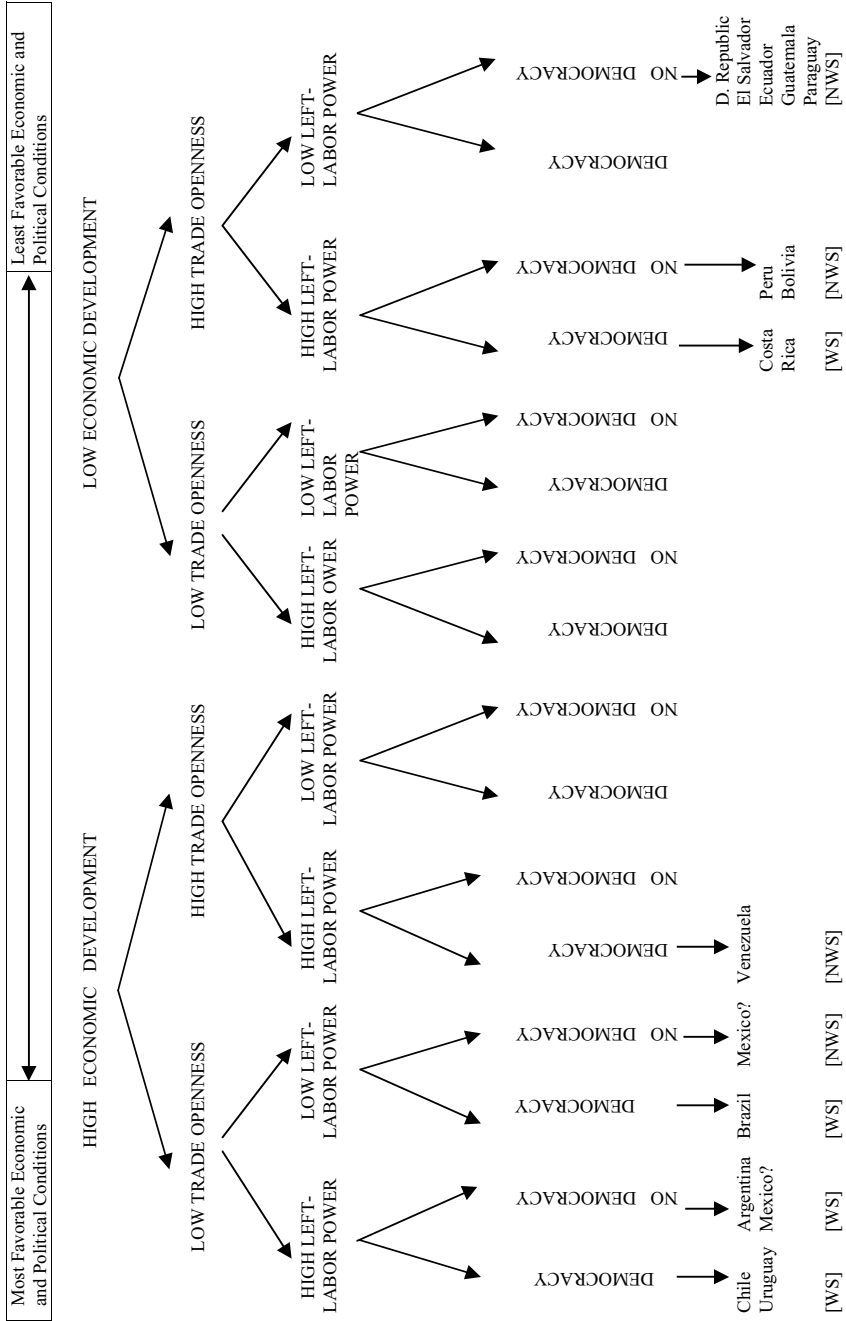 Most Favorable Economic
and Political Conditions
Least Favorable Economic and
Political Conditions
HIGH ECONOMIC DEVELOPMENT
LOW ECONOMIC DEVELOPMENT
LOW TRADE OPENNESS
HIGH TRADE OPENNESS
LOW TRADE OPENNESS
HIGH TRADE OPENNESS
HIGH LEFT-
LABOR POWER
LOW LEFT-
LABOR POWER
HIGH LEFT-
LABOR POWER
LOW LEFT-
LABOR POWER
HIGH LEFT-
LABOR OWER
LOW LEFT-
LABOR
POWER
HIGH LEFT-
LABOR POWER
LOW LEFT-
LABOR POWER
DEMOCRACY
NO DEMOCRACY
DEMOCRACY
NO DEMOCRACY
DEMOCRACY
NO DEMOCRACY
DEMOCRACY
NO DEMOCRACY
DEMOCRACY
NO DEMOCRACY
DEMOCRACY
NO DEMOCRACY
DEMOCRACY
NO DEMOCRACY
DEMOCRACY
NO DEMOCRACY
Chile
Uruguay
[WS]
Argentina
Mexico?
[WS]
Brazil
[WS]
Mexico?
[NWS]
Venezuela
[NWS]
Costa
Rica
[WS]
Peru
Bolivia
[NWS]
D. Republic
El Salvador
Ecuador
Guatemala
Paraguay
[NWS]